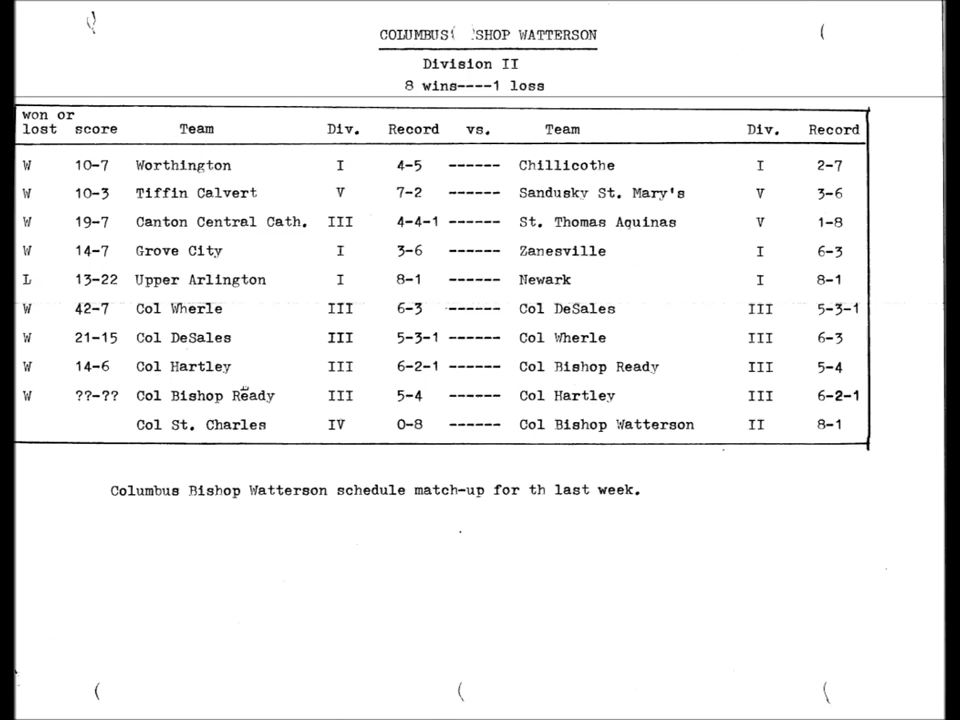 COLUMBUS SHOP WATTERSON
Division II
8 wins----1 loss
won or
lost score Team Div. Record vs. Team Div. Record
W 10-7 Worthington I 4-5 ------ Chillicothe I 2-7
W 10-3 Tiffin Calvert V 7-2 ------ Sandusky St. Mary's V 3-6
W 19-7 Canton Central Cath. III 4-4-1 ------ St. Thomas Aquinas V 1-8
W 14-7 Grove City I 3-6 ------ Zanesville I 6-3
L 13-22 Upper Arlington I 8-1 ------ Newark I 8-1
W 42-7 Col Wherle III 6-3 ------ Col DeSales III 5-3-1
W 21-15 Col DeSales III 5-3-1 ------ Col Wherle III 6-3
W 14-6 Col Hartley III 6-2-1 ------ Col Bishop Ready III 5-4
W ??-?? Col Bishop Ready III 5-4 ------ Col Hartley III 6-2-1
Col St. Charles IV 0-8 ------ Col Bishop Watterson II 8-1
Columbus Bishop Watterson schedule match-up for th last week.